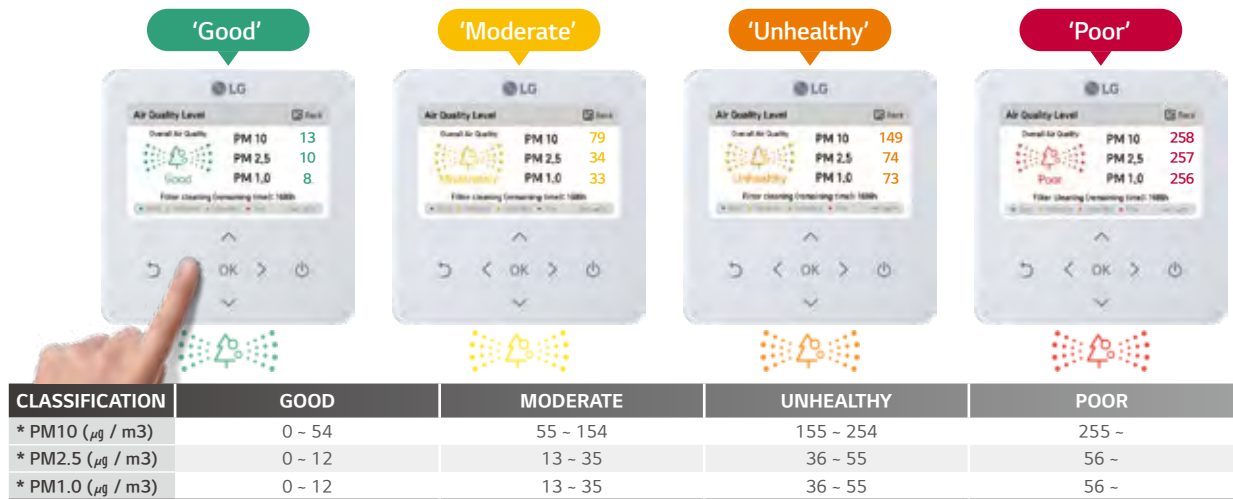 'Good'
'Moderate'
'Unhealthy'
'Poor'
LG
Air Quality Level Back
Overall Air Quality
PM 10 13
PM 2,5 10
Good
PM 1,0 8
Filter cleaning (remaining time): 
LG
Air Quality Level Back
Overall Air Quality
PM 10 79
PM 2,5 34
Moderate
PM 1,0 33
Filter cleaning (remaining time): 
LG
Air Quality Level Back
Overall Air Quality
PM 10 149
PM 2,5 74
Unhealthy
PM 1,0 73
Filter cleaning (remaining time): 
LG
Air Quality Level Back
Overall Air Quality
PM 10 258
PM 2,5 257
Poor
PM 1,0 256
Filter cleaning (remaining time): 
OK
OK
OK
OK
CLASSIFICATION GOOD MODERATE UNHEALTHY POOR
* PM10 (㎍ / m3) 0 ~ 54 55 ~ 154 155 ~ 254 255 ~
* PM2.5 (㎍ / m3) 0 ~ 12 13 ~ 35 36 ~ 55 56 ~
* PM1.0 (㎍ / m3) 0 ~ 12 13 ~ 35 36 ~ 55 56 ~